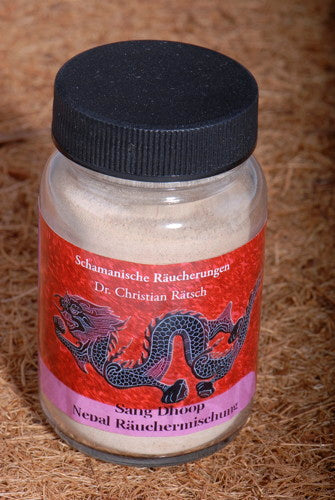 Schamanische Räucherungen
Dr. Christian Rätsch
Sang Dhoop
Nepal Räuchermischung